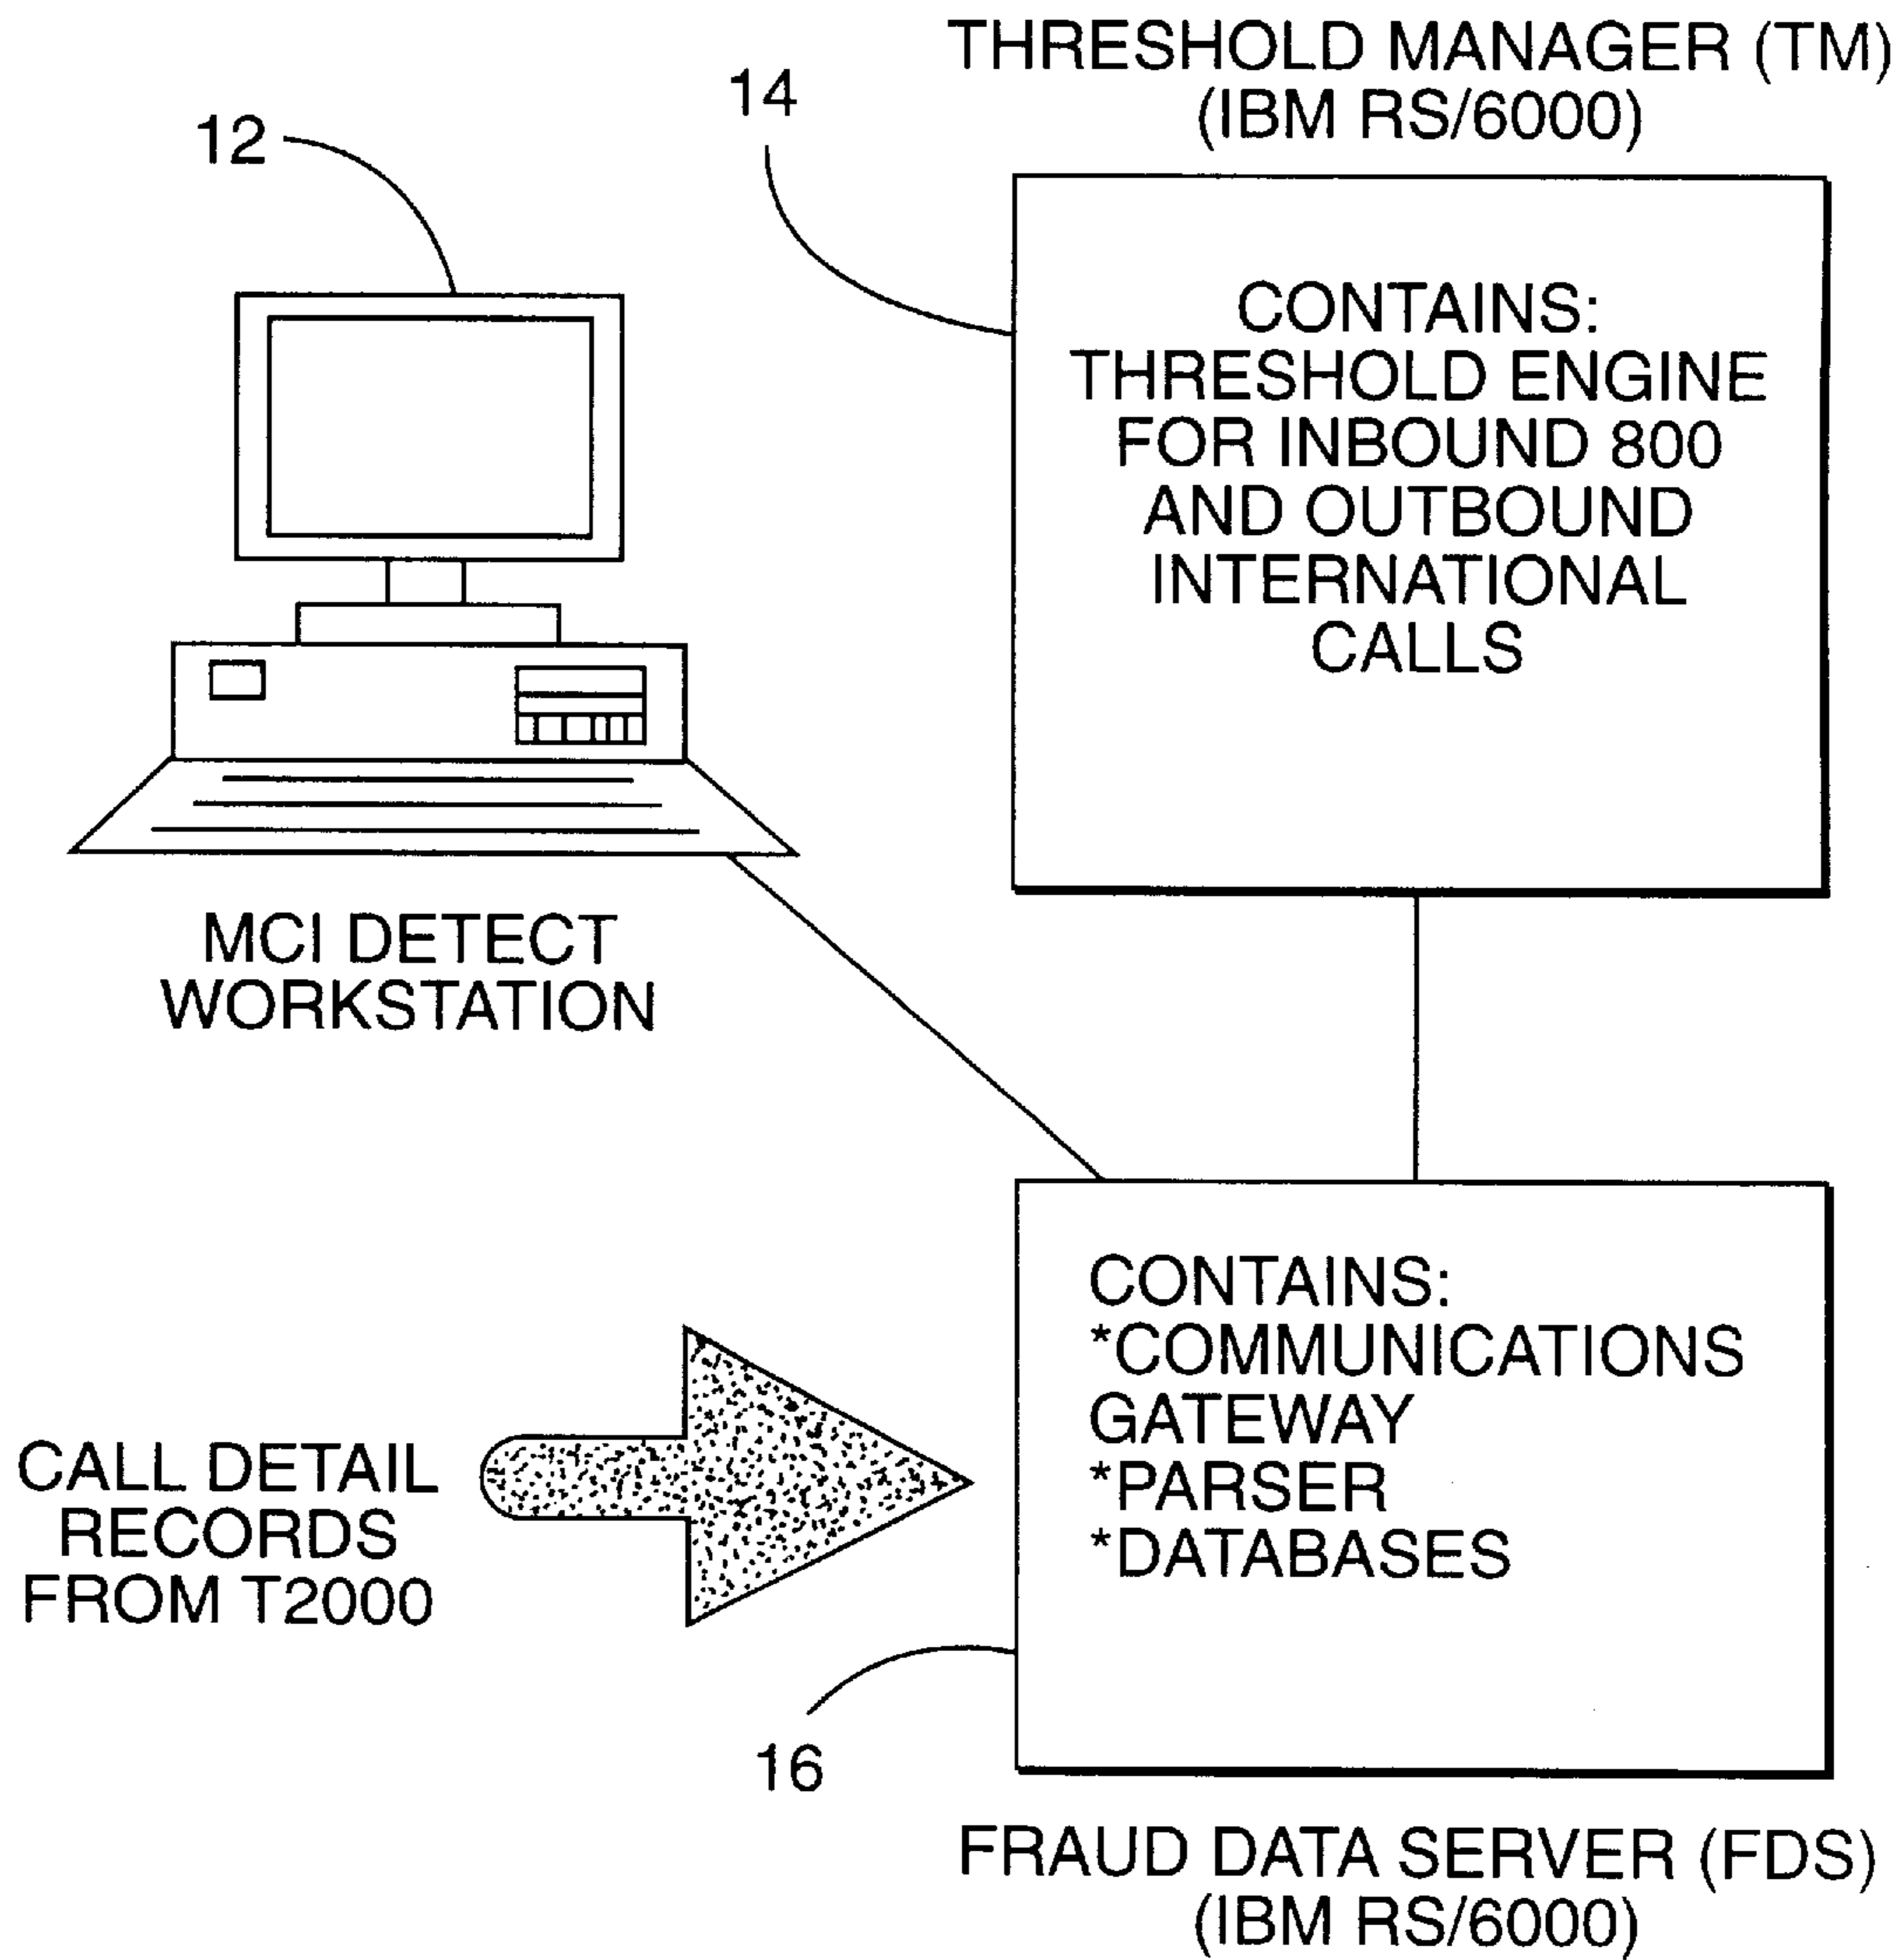 THRESHOLD MANAGER (TM)
(IBM RS/6000)
14
12
CONTAINS:
THRESHOLD ENGINE
FOR INBOUND 800
AND OUTBOUND
INTERNATIONAL
CALLS
MCI DETECT
WORKSTATION
CONTAINS:
*COMMUNICATIONS
GATEWAY
*PARSER
*DATABASES
CALL DETAIL
RECORDS
FROM T2000
16
FRAUD DATA SERVER (FDS)
(IBM RS/6000)